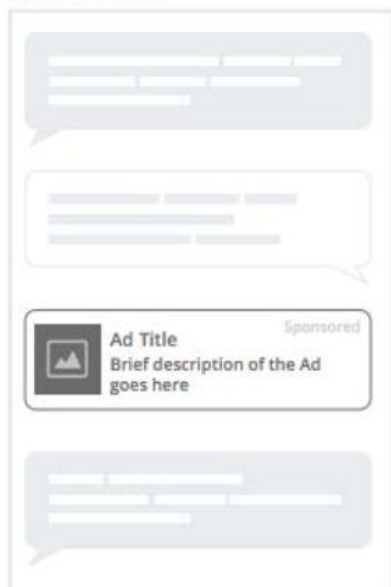 Sponsored
Ad Title
Brief description of the Ad
goes here